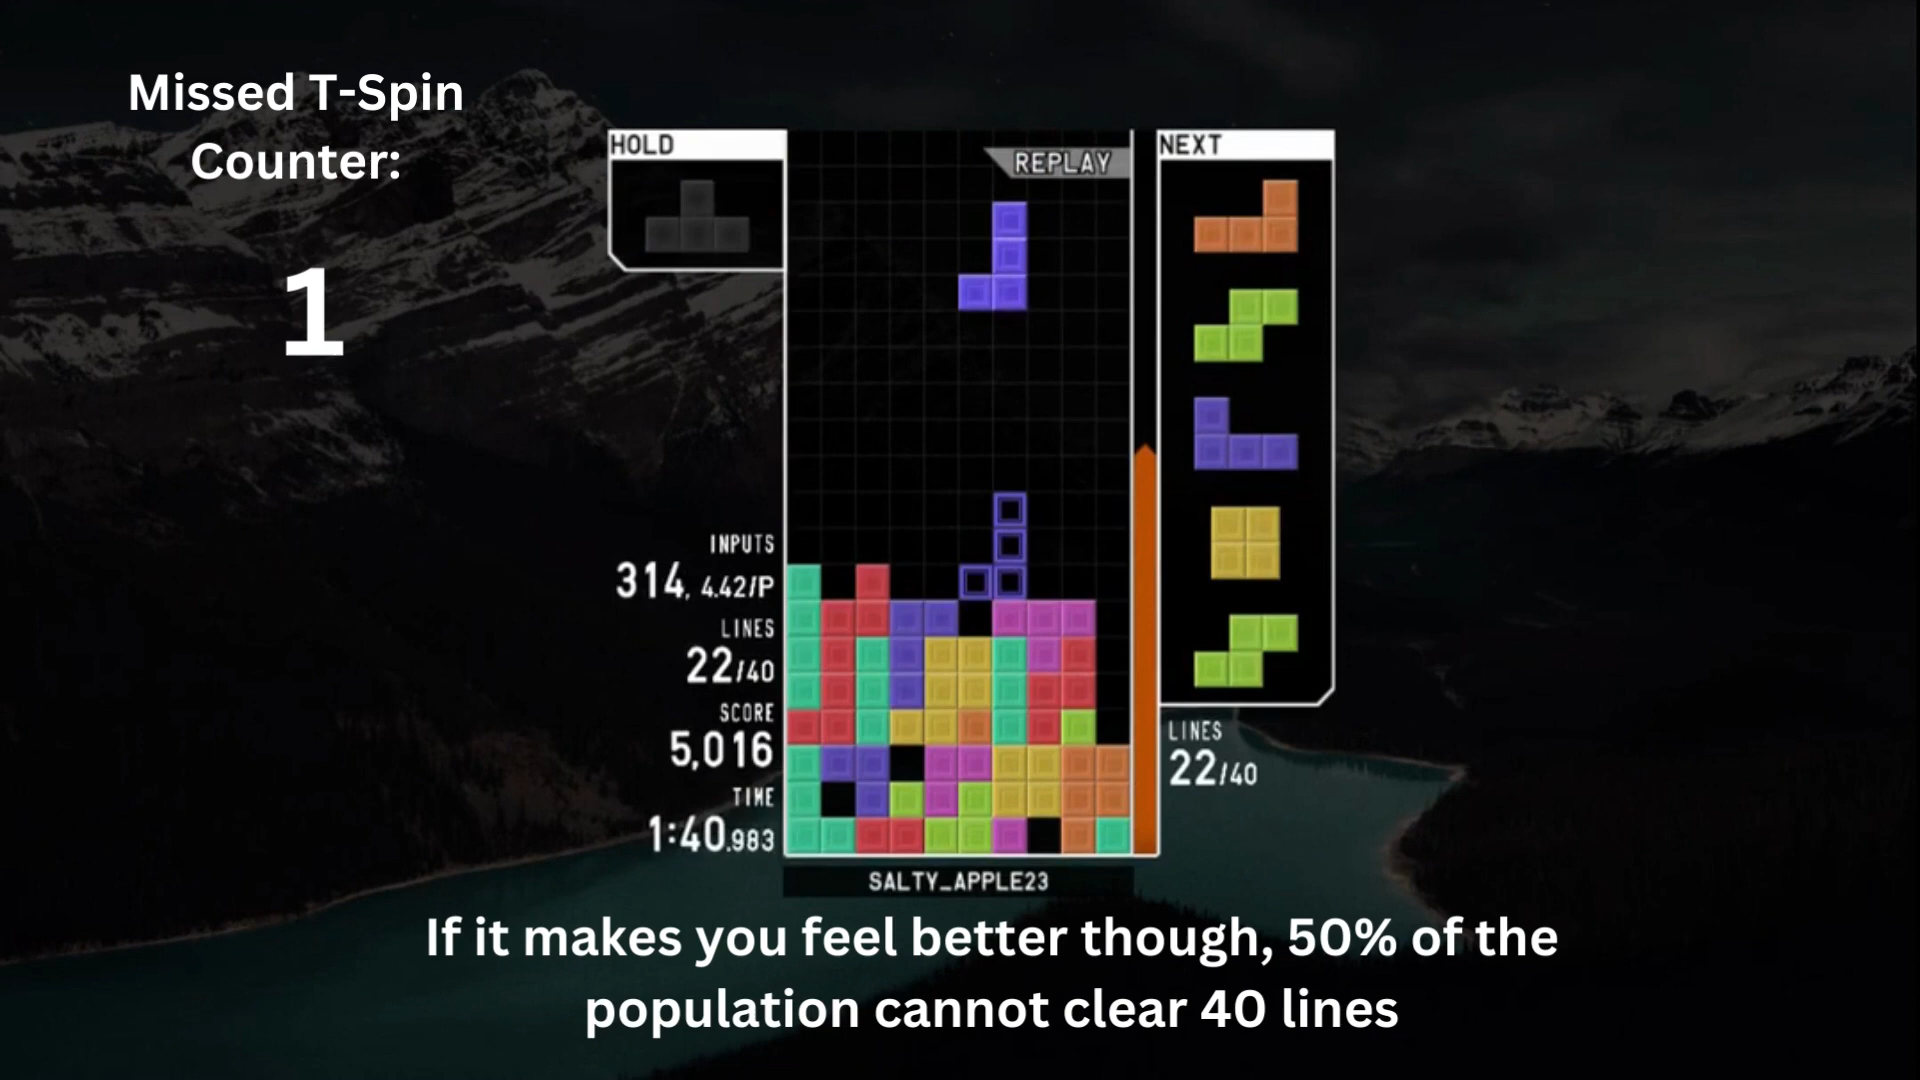 Missed T-Spin
Counter:
1
HOLD
REPLAY
NEXT
INPUTS
314, 4.42/P
LINES
22/40
SCORE
5,016
TIME
1:40.983
LINES
22/40
SALTY_APPLE23
If it makes you feel better though, 50% of the
population cannot clear 40 lines